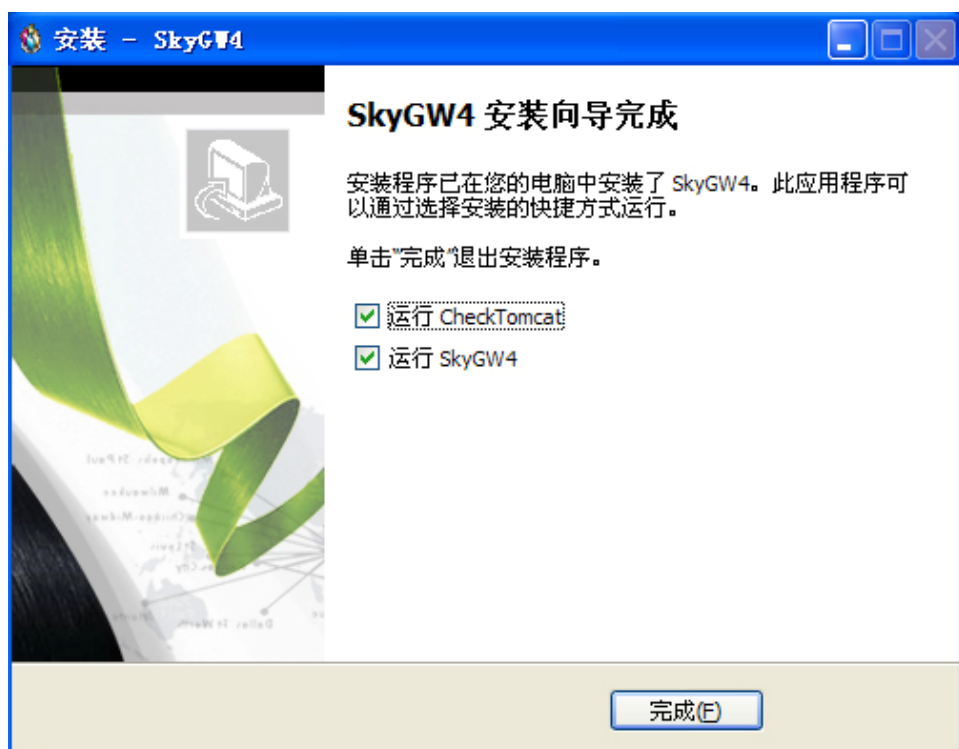 安装 - SkyGW4
SkyGW4 安装向导完成
安装程序已在您的电脑中安装了 SkyGW4。此应用程序可
以通过选择安装的快捷方式运行。
单击"完成"退出安装程序。
运行 CheckTomcat
运行 SkyGW4
完成(F)